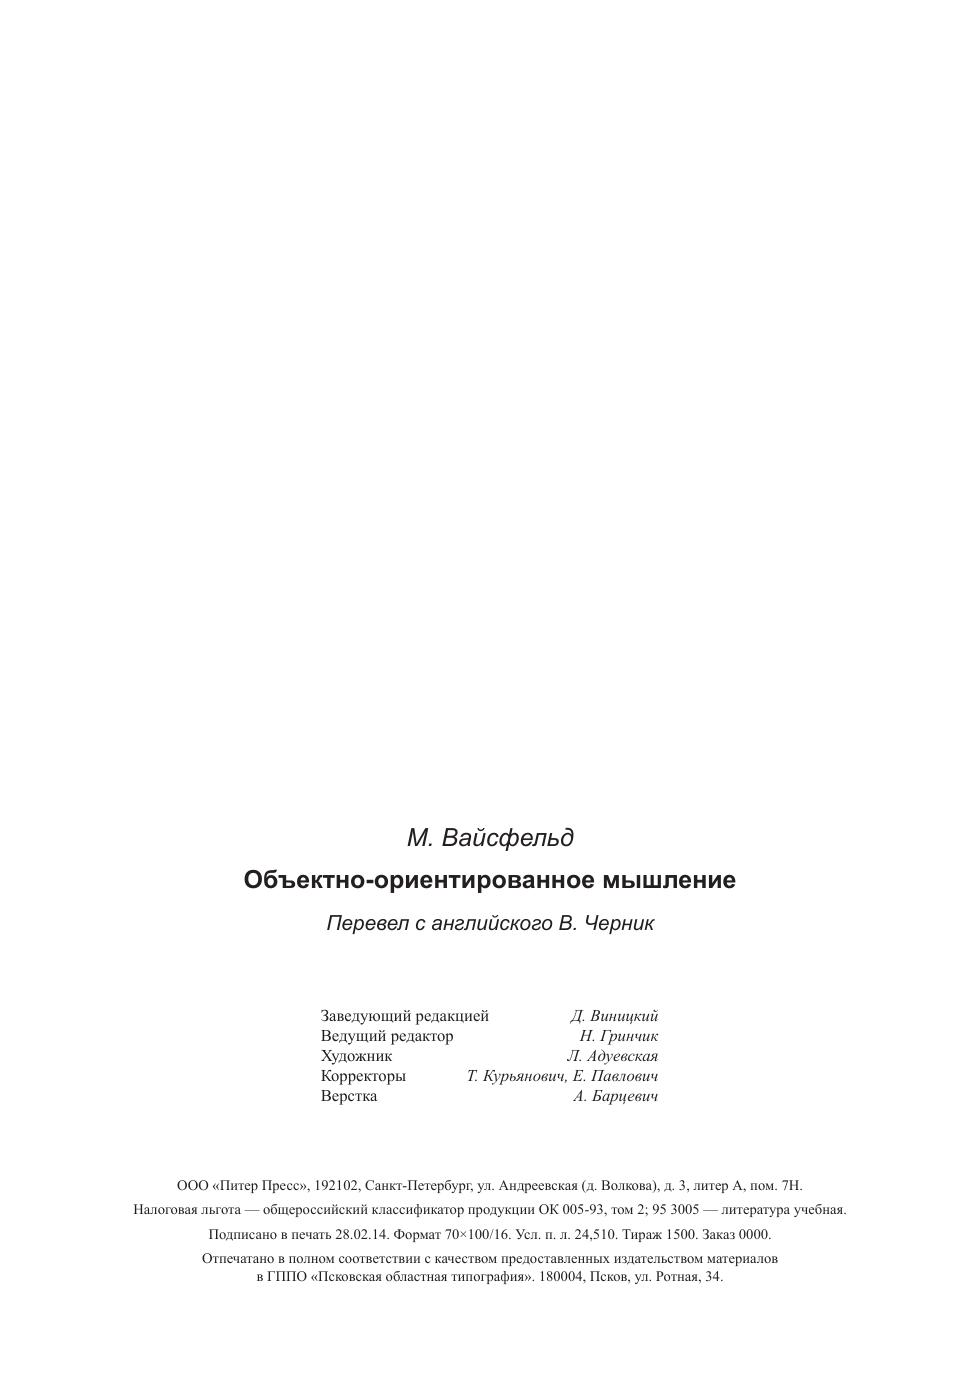 М. Вайсфельд
Объектно-ориентированное мышление
Перевел с английского В. Черник
Заведующий редакцией Д. Виницкий
Ведущий редактор Н. Гринчик
Художник Л. Адуевская
Корректоры Т. Курьянович, Е. Павлович
Верстка А. Барцевич
ООО «Питер Пресс», 192102, Санкт-Петербург, ул. Андреевская (д. Волкова), д. 3, литер А, пом. 7Н.
Налоговая льгота — общероссийский классификатор продукции ОК 005-93, том 2; 95 3005 — литература учебная.
Подписано в печать 28.02.14. Формат 70×100/16. Усл. п. л. 24,510. Тираж 1500. Заказ 0000.
Отпечатано в полном соответствии с качеством предоставленных издательством материалов
в ГППО «Псковская областная типография». 180004, Псков, ул. Ротная, 34.